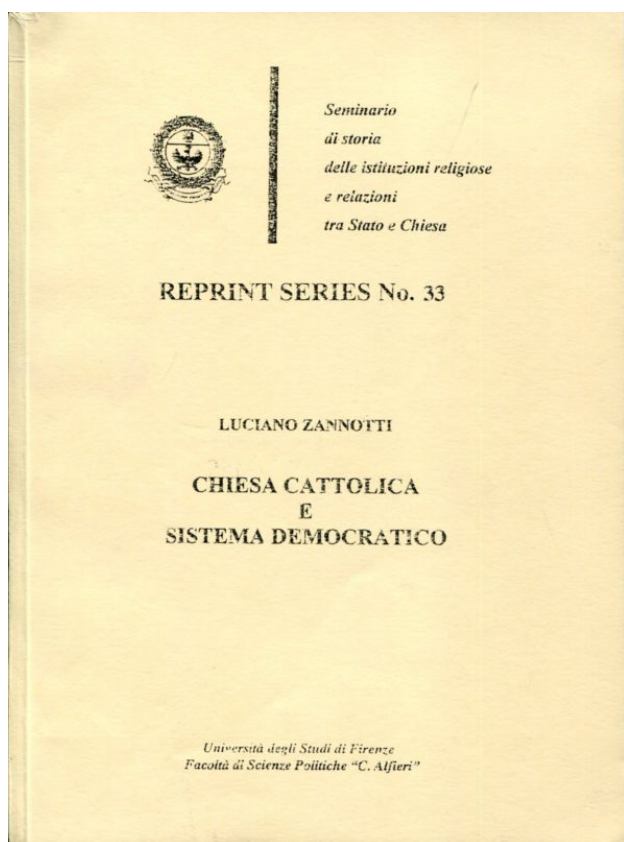 Seminario
di storia
delle istituzioni religiose
e relazioni
tra Stato e Chiesa
REPRINT SERIES No. 33
LUCIANO ZANNOTTI
CHIESA CATTOLICA
E
SISTEMA DEMOCRATICO
Università degli Studi di Firenze
Facoltà di Scienze Politiche "C. Alfieri"